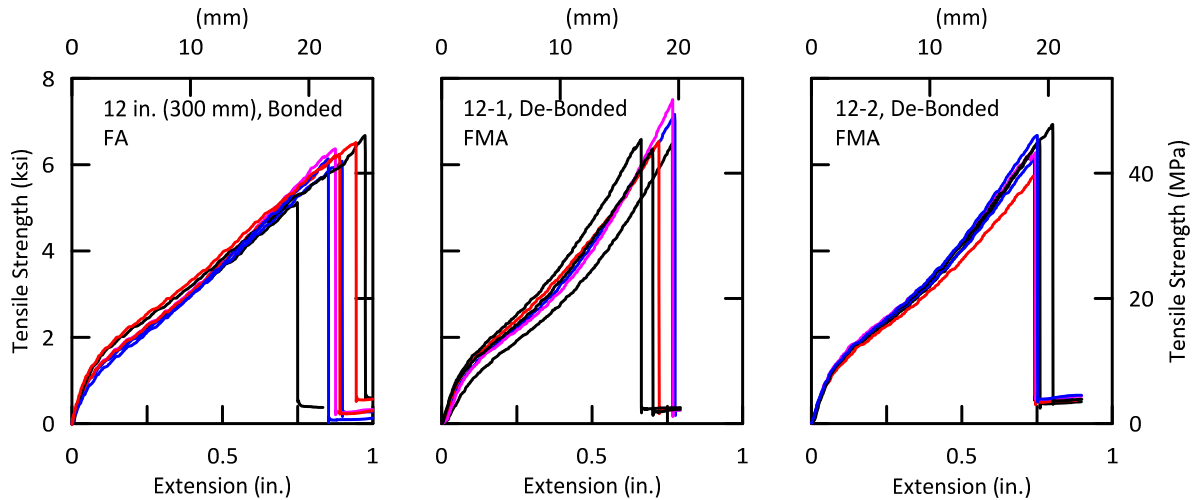 (mm) (mm) (mm)
0 10 20 0 10 20 0 10 20
8
6
4
2
0
Tensile Strength (ksi)
12 in. (300 mm), Bonded
FA
12-1, De-Bonded
FMA
12-2, De-Bonded
FMA
40
20
0
Tensile Strength (MPa)
0 0.5 1 0 0.5 1 0 0.5 1
Extension (in.) Extension (in.) Extension (in.)